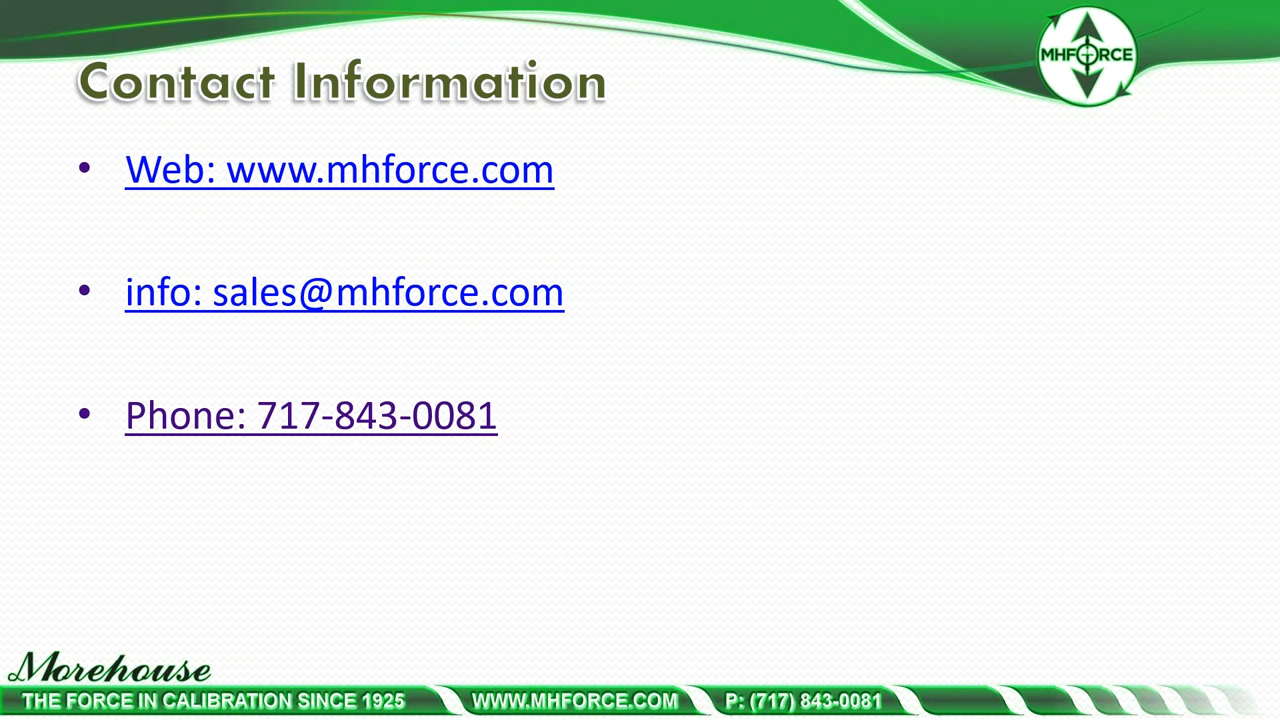 MHFORCE
Contact Information
• Web: www.mhforce.com
• info: sales@mhforce.com
• Phone: 717-843-0081
Morehouse
THE FORCE IN CALIBRATION SINCE 1925 WWW.MHFORCE.COM P: (717) 843-0081